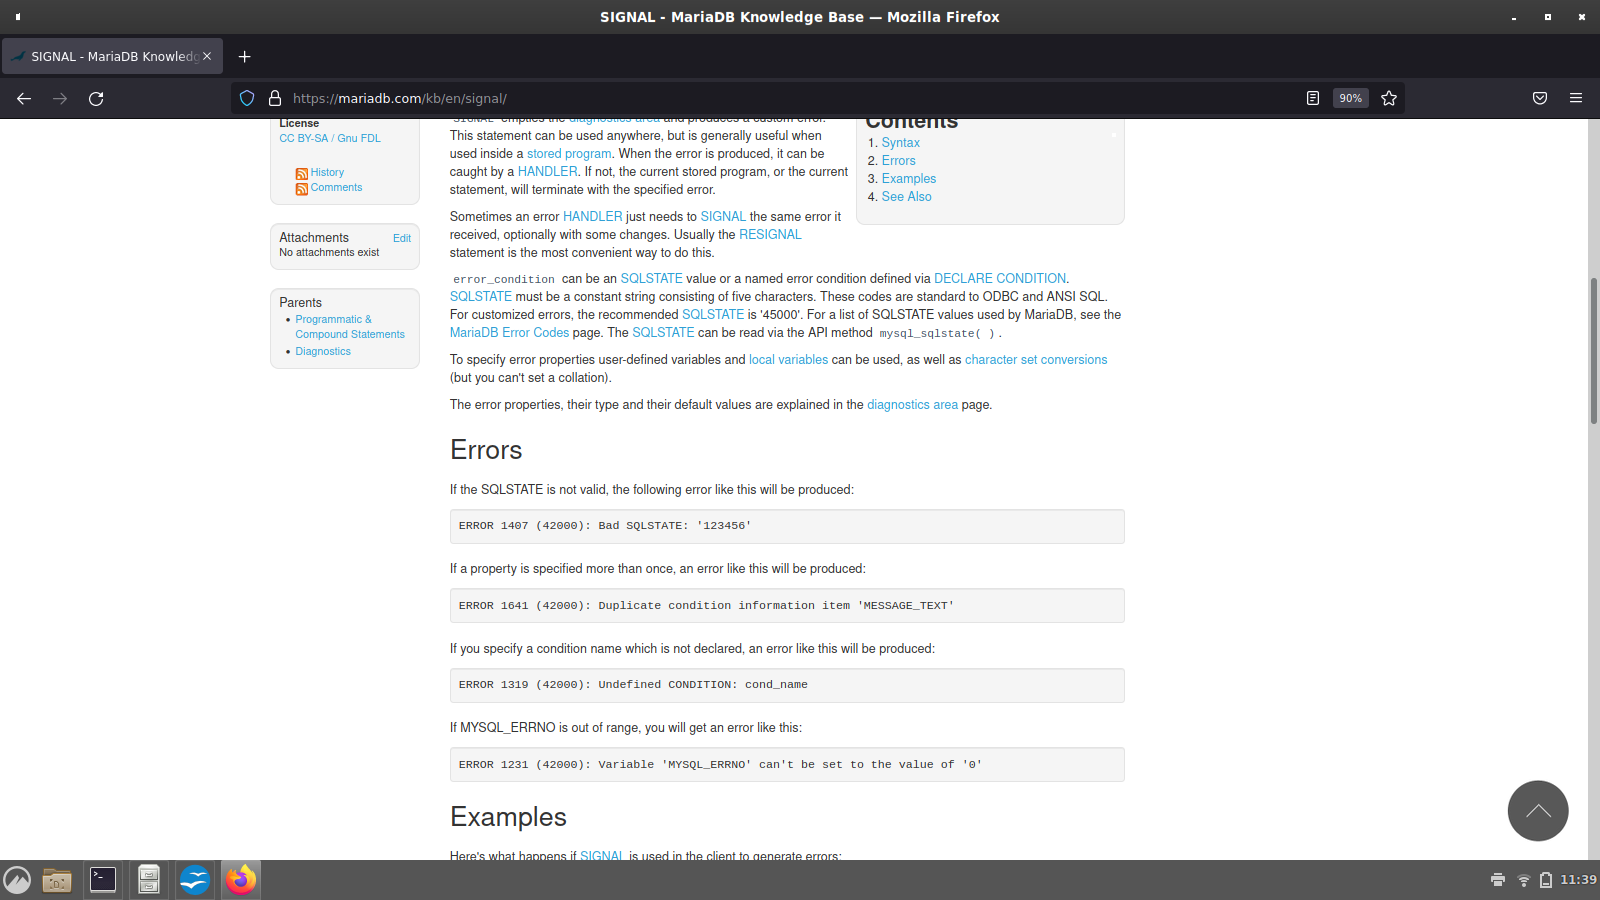 SIGNAL - MariaDB Knowledge Base — Mozilla Firefox
SIGNAL - MariaDB Knowledg
https://mariadb.com/kb/en/signal/
90%
License
CC BY-SA / Gnu FDL
History
Comments
Attachments Edit
No attachments exist
Parents
Programmatic &
Compound Statements
Diagnostics
SIGNAL empties the diagnostics area and produces a custom error.
This statement can be used anywhere, but is generally useful when
used inside a stored program. When the error is produced, it can be
caught by a HANDLER. If not, the current stored program, or the current
statement, will terminate with the specified error.
Contents
1. Syntax
2. Errors
3. Examples
4. See Also
Sometimes an error HANDLER just needs to SIGNAL the same error it
received, optionally with some changes. Usually the RESIGNAL
statement is the most convenient way to do this.
error_condition can be an SQLSTATE value or a named error condition defined via DECLARE CONDITION.
SQLSTATE must be a constant string consisting of five characters. These codes are standard to ODBC and ANSI SQL.
For customized errors, the recommended SQLSTATE is '45000'. For a list of SQLSTATE values used by MariaDB, see the
MariaDB Error Codes page. The SQLSTATE can be read via the API method mysql_sqlstate( ) .
To specify error properties user-defined variables and local variables can be used, as well as character set conversions
(but you can't set a collation).
The error properties, their type and their default values are explained in the diagnostics area page.
Errors
If the SQLSTATE is not valid, the following error like this will be produced:
ERROR 1407 (42000): Bad SQLSTATE: '123456'
If a property is specified more than once, an error like this will be produced:
ERROR 1641 (42000): Duplicate condition information item 'MESSAGE_TEXT'
If you specify a condition name which is not declared, an error like this will be produced:
ERROR 1319 (42000): Undefined CONDITION: cond_name
If MYSQL_ERRNO is out of range, you will get an error like this:
ERROR 1231 (42000): Variable 'MYSQL_ERRNO' can't be set to the value of '0'
Examples
Here's what happens if SIGNAL is used in the client to generate errors:
11:39